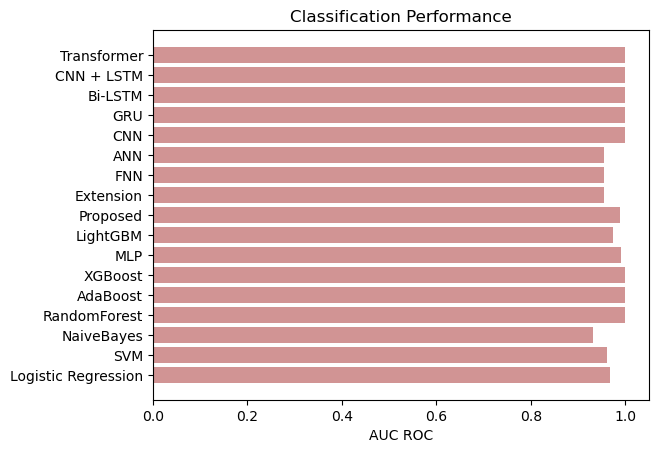 Classification Performance
Transformer
CNN + LSTM
Bi-LSTM
GRU
CNN
ANN
FNN
Extension
Proposed
LightGBM
MLP
XGBoost
AdaBoost
RandomForest
NaiveBayes
SVM
Logistic Regression
0.0 0.2 0.4 0.6 0.8 1.0
AUC ROC